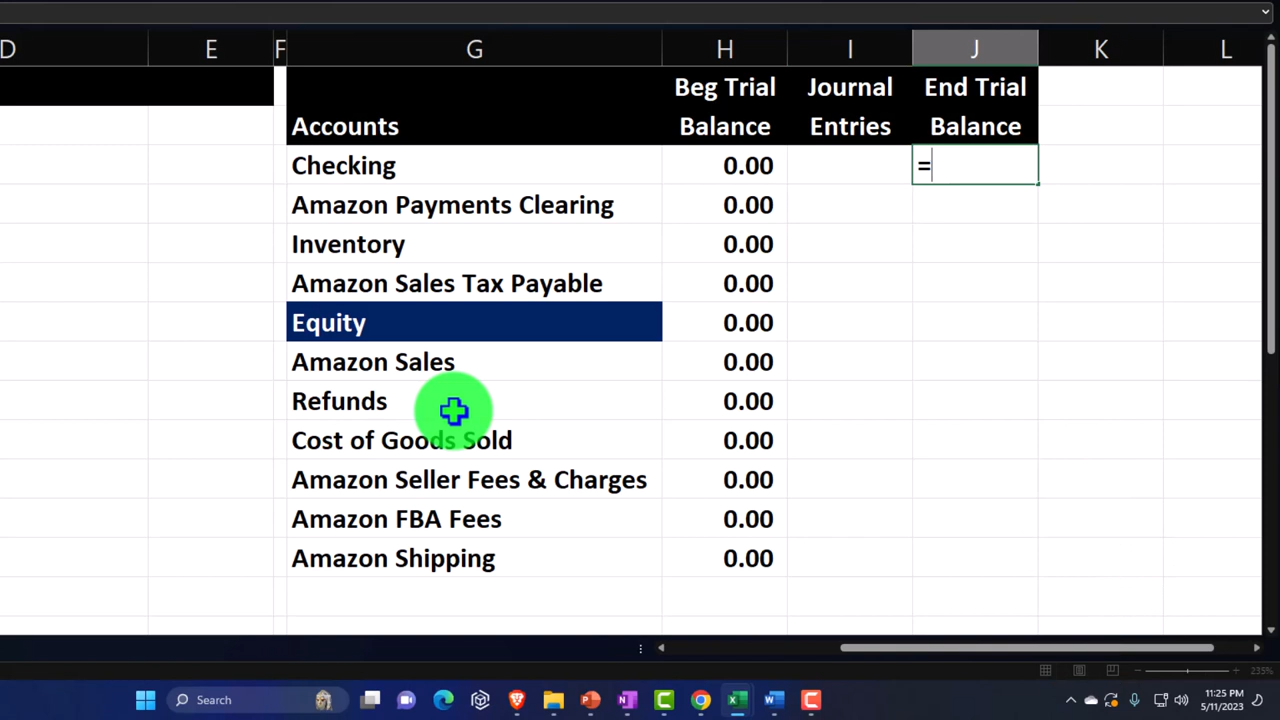 D E F G H I J K L
Beg Trial Journal End Trial
Accounts Balance Entries Balance
Checking 0.00 =
Amazon Payments Clearing 0.00
Inventory 0.00
Amazon Sales Tax Payable 0.00
Equity 0.00
Amazon Sales 0.00
Refunds 0.00
Cost of Goods Sold 0.00
Amazon Seller Fees & Charges 0.00
Amazon FBA Fees 0.00
Amazon Shipping 0.00
235%
Search
11:25 PM
5/11/2023